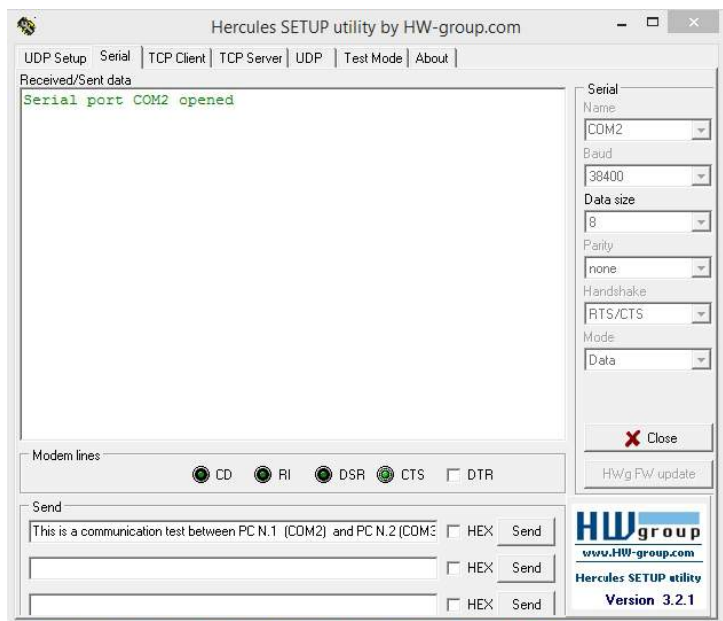 Hercules SETUP utility by HW-group.com
UDP Setup Serial TCP Client TCP Server UDP Test Mode About
Received/Sent data
Serial port COM2 opened
Serial
Name
COM2
Baud
38400
Data size
8
Parity
none
Handshake
RTS/CTS
Mode
Data
Close
HWg FW update
Modem lines
CD RI DSR CTS DTR
Send
This is a communication test between PC N.1 (COM2) and PC N.2 (COM3
HEX Send
HEX Send
HEX Send
HWgroup
www.HW-group.com
Hercules SETUP utility
Version 3.2.1